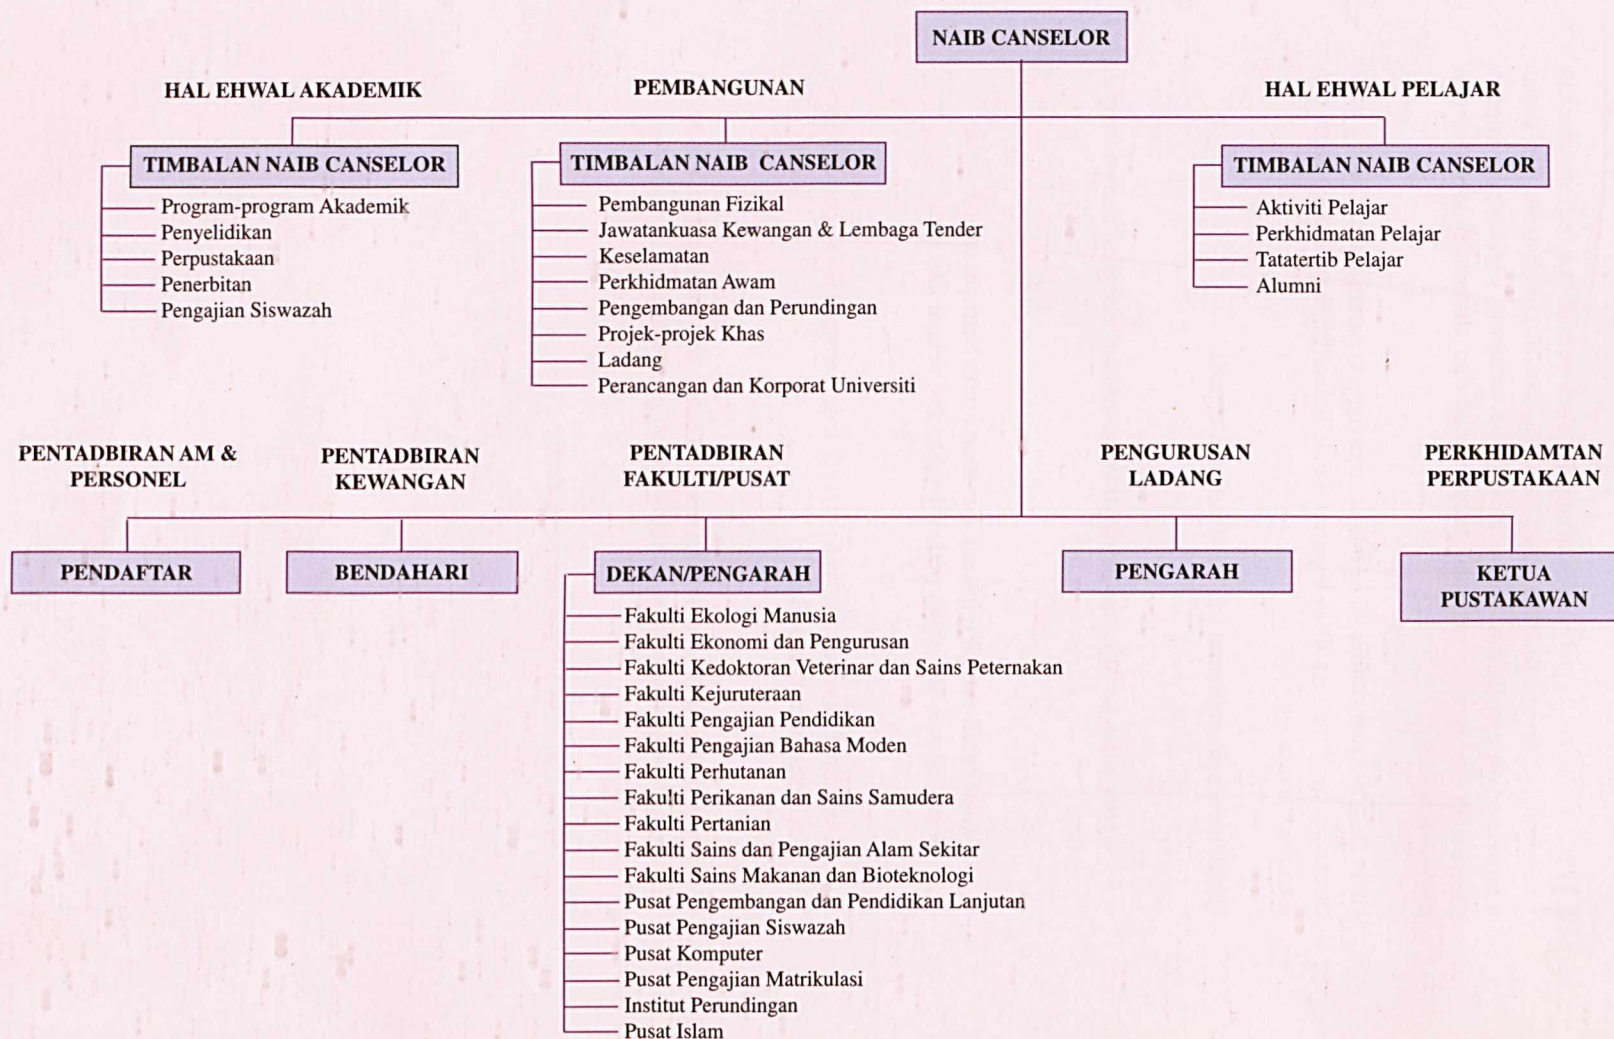 NAIB CANSELOR
HAL EHWAL AKADEMIK
TIMBALAN NAIB CANSELOR
Program-program Akademik
Penyelidikan
Perpustakaan
Penerbitan
Pengajian Siswazah
PEMBANGUNAN
TIMBALAN NAIB CANSELOR
Pembangunan Fizikal
Jawatankuasa Kewangan & Lembaga Tender
Keselamatan
Perkhidmatan Awam
Pengembangan dan Perundingan
Projek-projek Khas
Ladang
Perancangan dan Korporat Universiti
HAL EHWAL PELAJAR
TIMBALAN NAIB CANSELOR
Aktiviti Pelajar
Perkhidmatan Pelajar
Tatatertib Pelajar
Alumni
PENTADBIRAN AM &
PERSONEL
PENDAFTAR
PENTADBIRAN
KEWANGAN
BENDAHARI
PENTADBIRAN
FAKULTI/PUSAT
DEKAN/PENGARAH
Fakulti Ekologi Manusia
Fakulti Ekonomi dan Pengurusan
Fakulti Kedoktoran Veterinar dan Sains Peternakan
Fakulti Kejuruteraan
Fakulti Pengajian Pendidikan
Fakulti Pengajian Bahasa Moden
Fakulti Perhutanan
Fakulti Perikanan dan Sains Samudera
Fakulti Pertanian
Fakulti Sains dan Pengajian Alam Sekitar
Fakulti Sains Makanan dan Bioteknologi
Pusat Pengembangan dan Pendidikan Lanjutan
Pusat Pengajian Siswazah
Pusat Komputer
Pusat Pengajian Matrikulasi
Institut Perundingan
Pusat Islam
PENGURUSAN
LADANG
PENGARAH
PERKHIDAMTAN
PERPUSTAKAAN
KETUA
PUSTAKAWAN